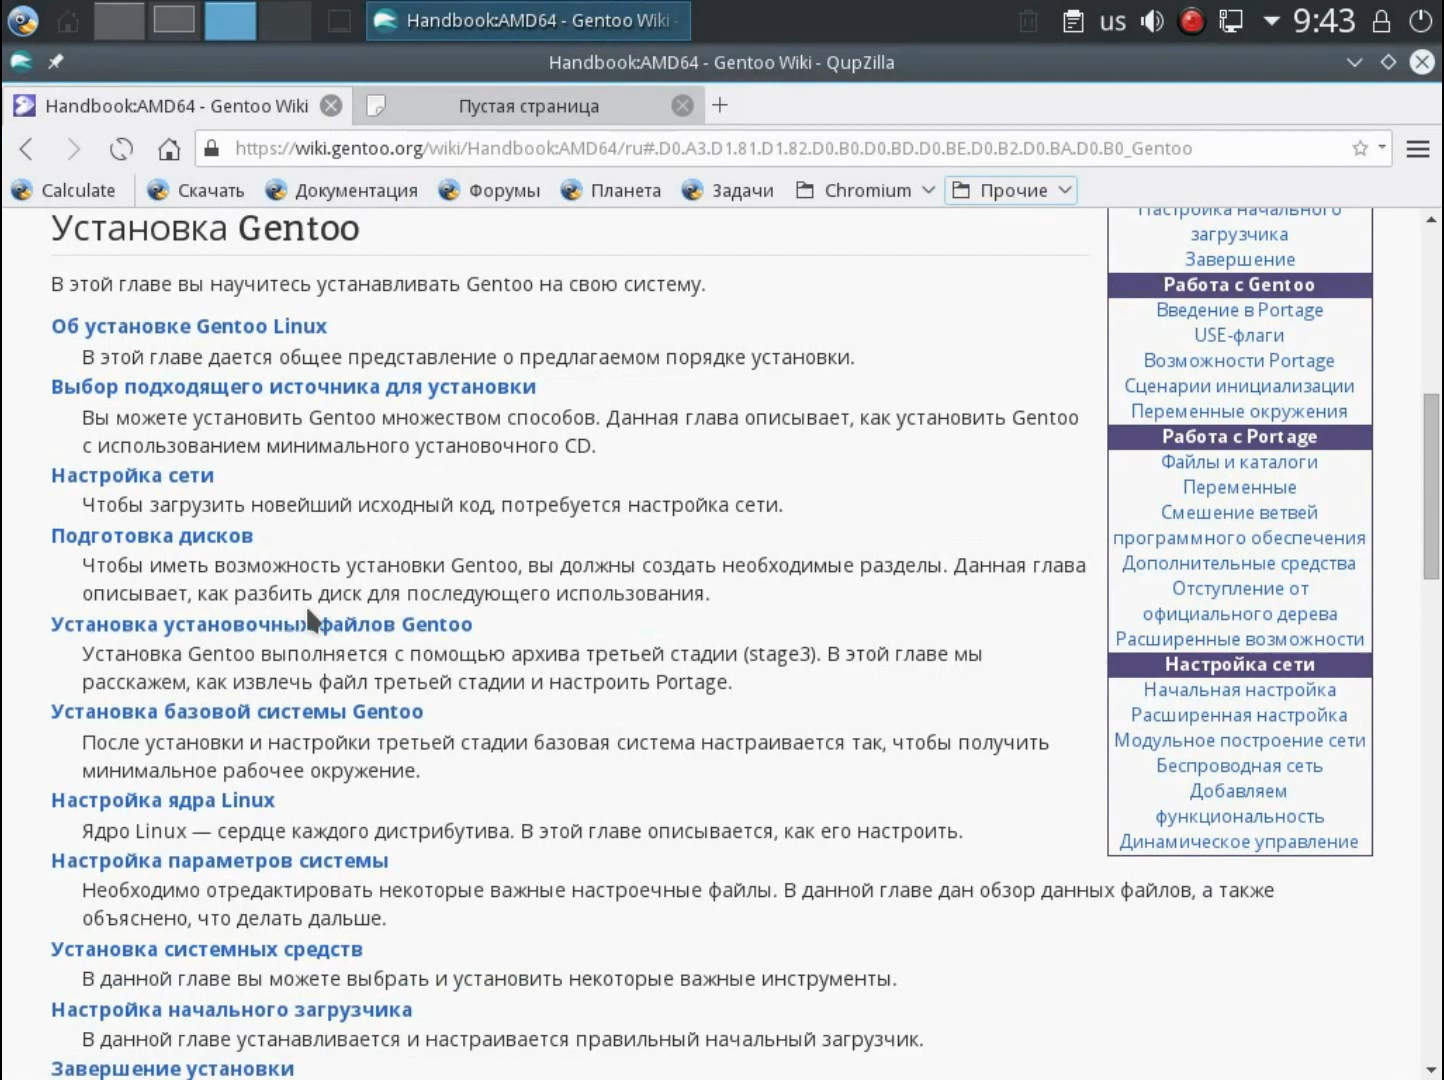 Handbook:AMD64 - Gentoo Wiki -
us
9:43
Handbook:AMD64 - Gentoo Wiki - QupZilla
Handbook:AMD64 - Gentoo Wiki
Пустая страница
https://wiki.gentoo.org/wiki/Handbook:AMD64/ru#.D0.A3.D1.81.D1.82.D0.B0.D0.BD.D0.BE.D0.B2.D0.BA.D0.B0_Gentoo
Calculate
Скачать
Документация
Форумы
Планета
Задачи
Chromium
Прочие
Установка Gentoo
В этой главе вы научитесь устанавливать Gentoo на свою систему.
Об установке Gentoo Linux
В этой главе дается общее представление о предлагаемом порядке установки.
Выбор подходящего источника для установки
Вы можете установить Gentoo множеством способов. Данная глава описывает, как установить Gentoo
с использованием минимального установочного CD.
Настройка сети
Чтобы загрузить новейший исходный код, потребуется настройка сети.
Подготовка дисков
Чтобы иметь возможность установки Gentoo, вы должны создать необходимые разделы. Данная глава
описывает, как разбить диск для последующего использования.
Установка установочных файлов Gentoo
Установка Gentoo выполняется с помощью архива третьей стадии (stage3). В этой главе мы
расскажем, как извлечь файл третьей стадии и настроить Portage.
Установка базовой системы Gentoo
После установки и настройки третьей стадии базовая система настраивается так, чтобы получить
минимальное рабочее окружение.
Настройка ядра Linux
Ядро Linux — сердце каждого дистрибутива. В этой главе описывается, как его настроить.
Настройка параметров системы
Необходимо отредактировать некоторые важные настроечные файлы. В данной главе дан обзор данных файлов, а также
объяснено, что делать дальше.
Установка системных средств
В данной главе вы можете выбрать и установить некоторые важные инструменты.
Настройка начального загрузчика
В данной главе устанавливается и настраивается правильный начальный загрузчик.
Завершение установки
Настройка начального
загрузчика
Завершение
Работа с Gentoo
Введение в Portage
USE-флаги
Возможности Portage
Сценарии инициализации
Переменные окружения
Работа с Portage
Файлы и каталоги
Переменные
Смешение ветвей
программного обеспечения
Дополнительные средства
Отступление от
официального дерева
Расширенные возможности
Настройка сети
Начальная настройка
Расширенная настройка
Модульное построение сети
Беспроводная сеть
Добавляем
функциональность
Динамическое управление